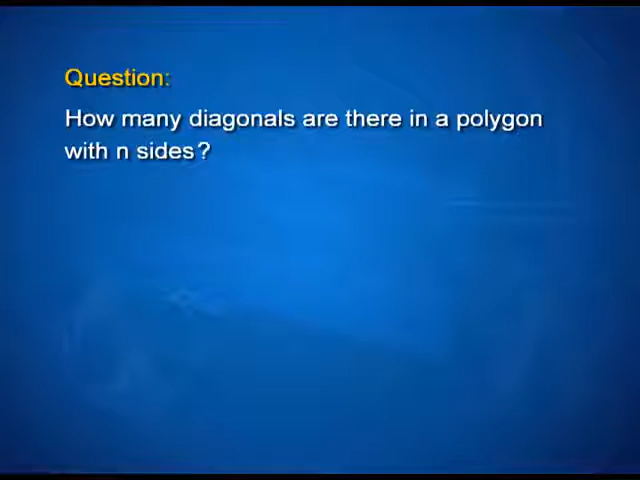 Question:
How many diagonals are there in a polygon
with n sides?